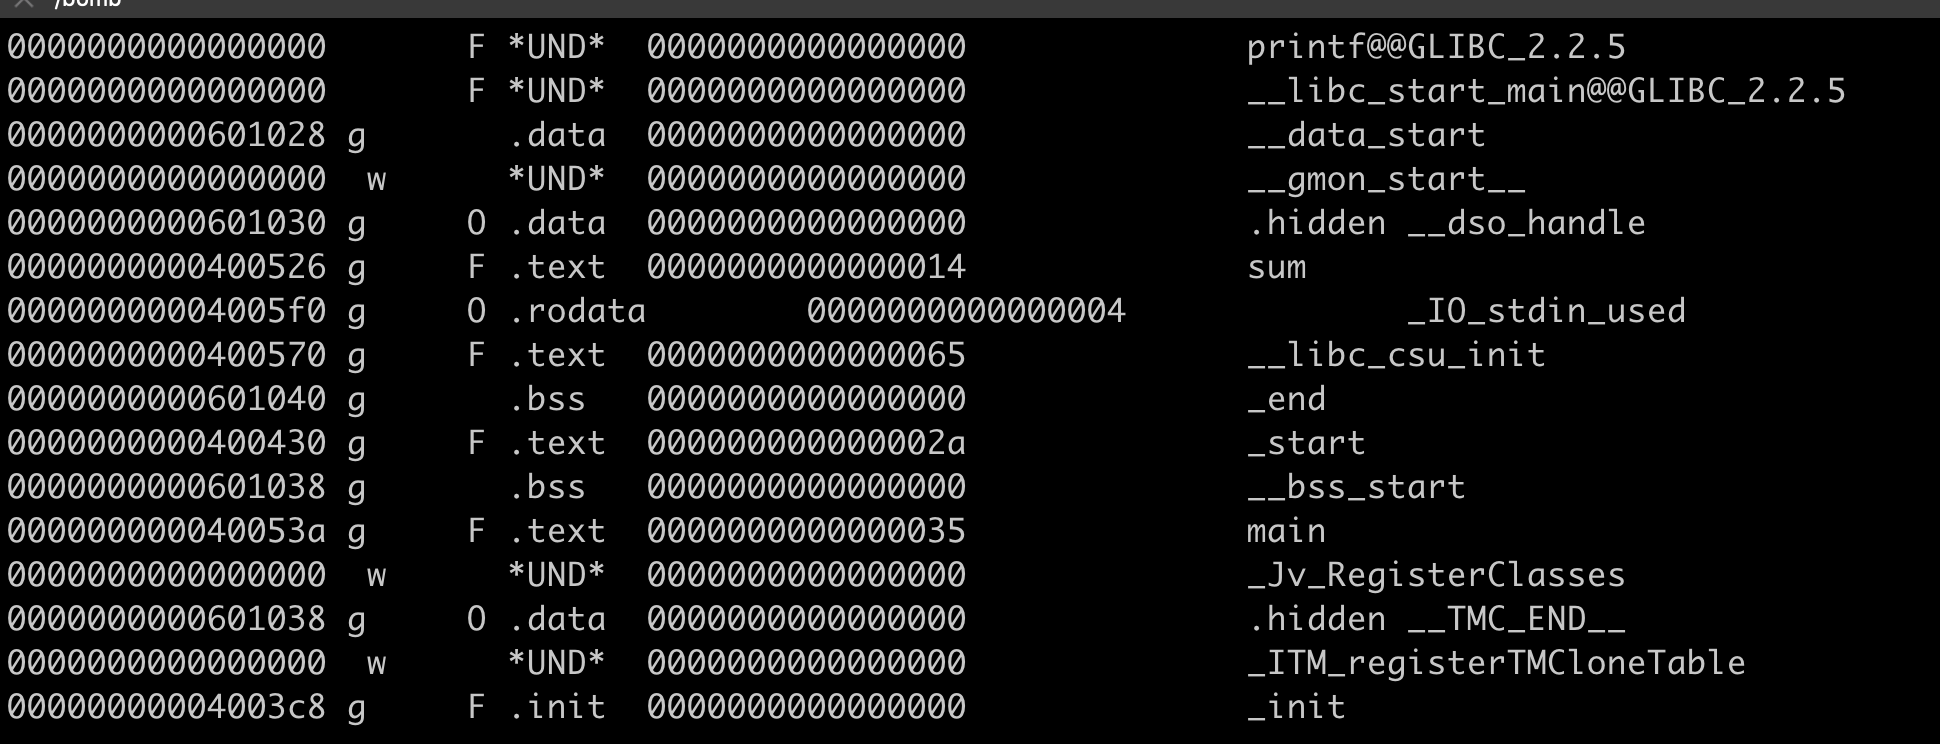 /bomb
0000000000000000       F *UND*  0000000000000000              printf@@GLIBC_2.2.5
0000000000000000       F *UND*  0000000000000000              __libc_start_main@@GLIBC_2.2.5
0000000000601028 g       .data  0000000000000000              __data_start
0000000000000000  w      *UND*  0000000000000000              __gmon_start__
0000000000601030 g     O .data  0000000000000000              .hidden __dso_handle
0000000000400526 g     F .text  0000000000000014              sum
00000000004005f0 g     O .rodata        0000000000000004              _IO_stdin_used
0000000000400570 g     F .text  0000000000000065              __libc_csu_init
0000000000601040 g       .bss   0000000000000000              _end
0000000000400430 g     F .text  000000000000002a              _start
0000000000601038 g       .bss   0000000000000000              __bss_start
000000000040053a g     F .text  0000000000000035              main
0000000000000000  w      *UND*  0000000000000000              _Jv_RegisterClasses
0000000000601038 g     O .data  0000000000000000              .hidden __TMC_END__
0000000000000000  w      *UND*  0000000000000000              _ITM_registerTMCloneTable
00000000004003c8 g     F .init  0000000000000000              _init